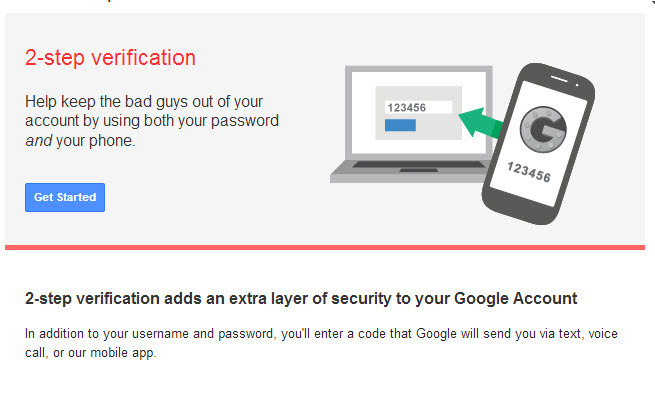 2-step verification
Help keep the bad guys out of your
account by using both your password
and your phone.
Get Started
123456
G
123456
2-step verification adds an extra layer of security to your Google Account
In addition to your username and password, you'll enter a code that Google will send you via text, voice
call, or our mobile app.